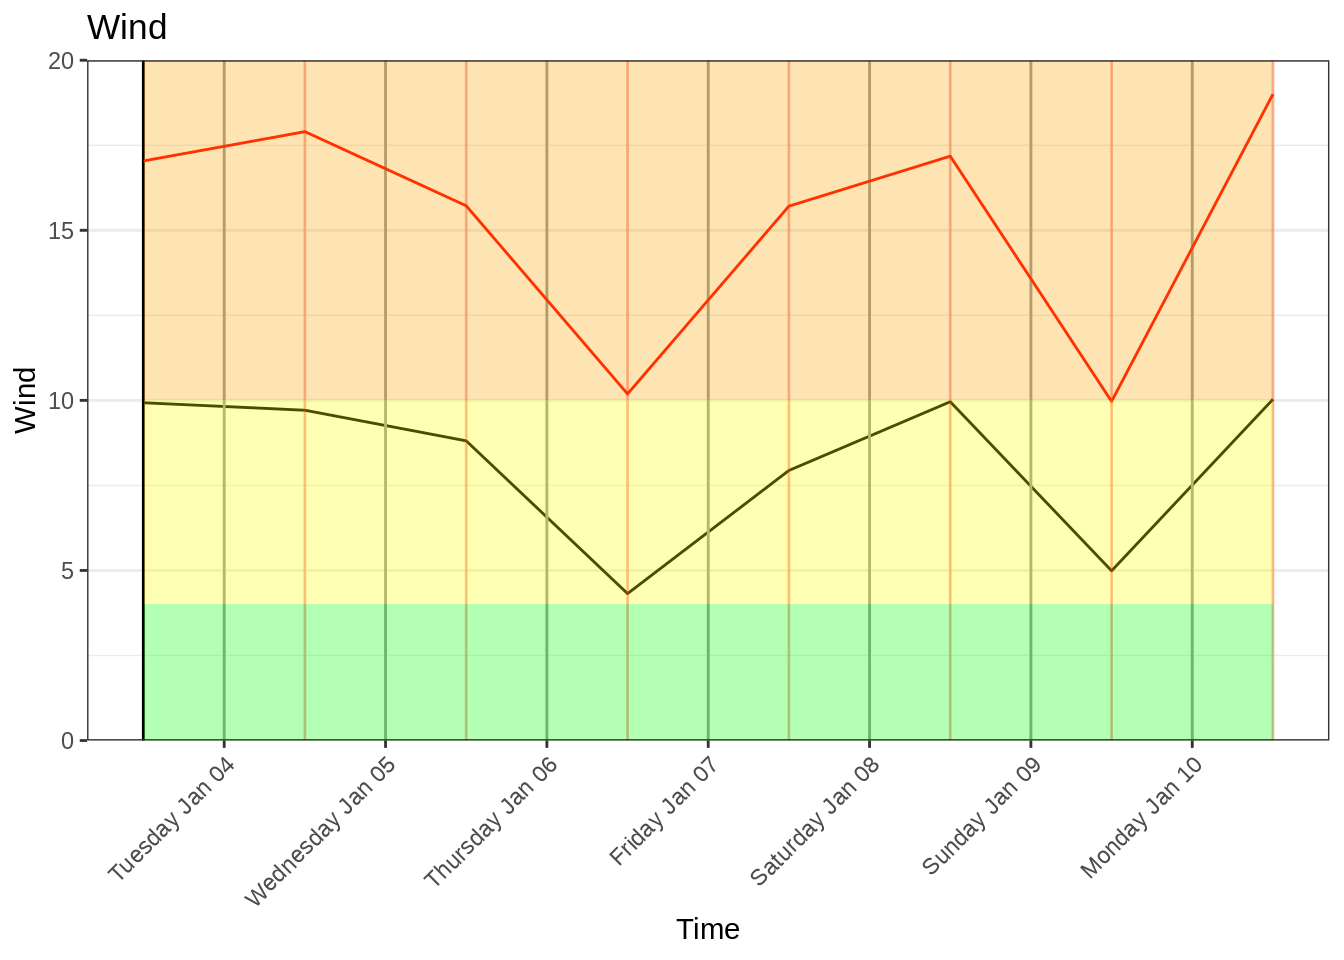 Wind
20
15
10
5
0
Wind
Tuesday Jan 04
Wednesday Jan 05
Thursday Jan 06
Friday Jan 07
Saturday Jan 08
Sunday Jan 09
Monday Jan 10
Time